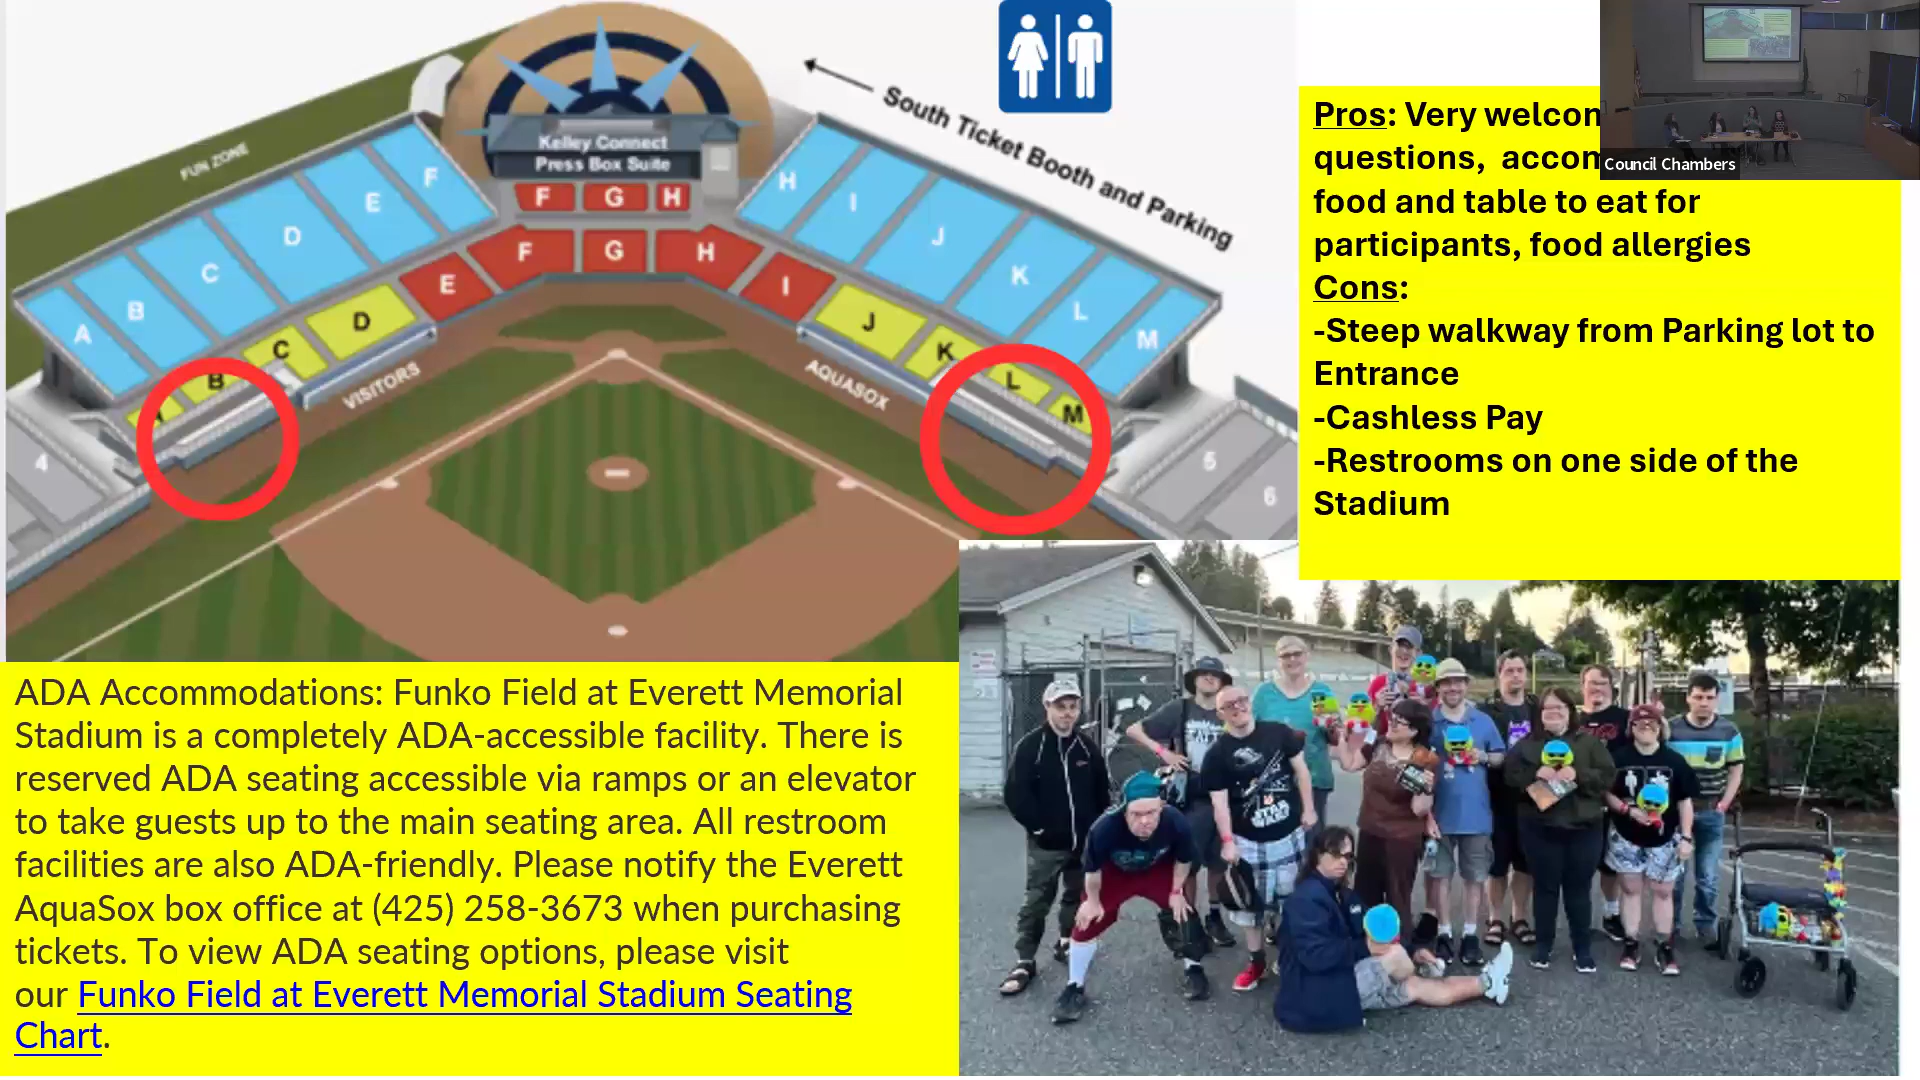 FUN ZONE
Kelley Connect
Press Box Suite
South Ticket Booth and Parking
F G H
A B C D E F
H I J K L M
E F G H I
B C D
J K L M
VISITORS
AQUASOX
4
5
6
Pros: Very
questions,
food and table to eat for
participants, food allergies
Cons:
-Steep walkway from Parking lot to
Entrance
-Cashless Pay
-Restrooms on one side of the
Stadium
Council Chambers
ADA Accommodations: Funko Field at Everett Memorial
Stadium is a completely ADA-accessible facility. There is
reserved ADA seating accessible via ramps or an elevator
to take guests up to the main seating area. All restroom
facilities are also ADA-friendly. Please notify the Everett
AquaSox box office at (425) 258-3673 when purchasing
tickets. To view ADA seating options, please visit
our Funko Field at Everett Memorial Stadium Seating
Chart.
STAR
WARS